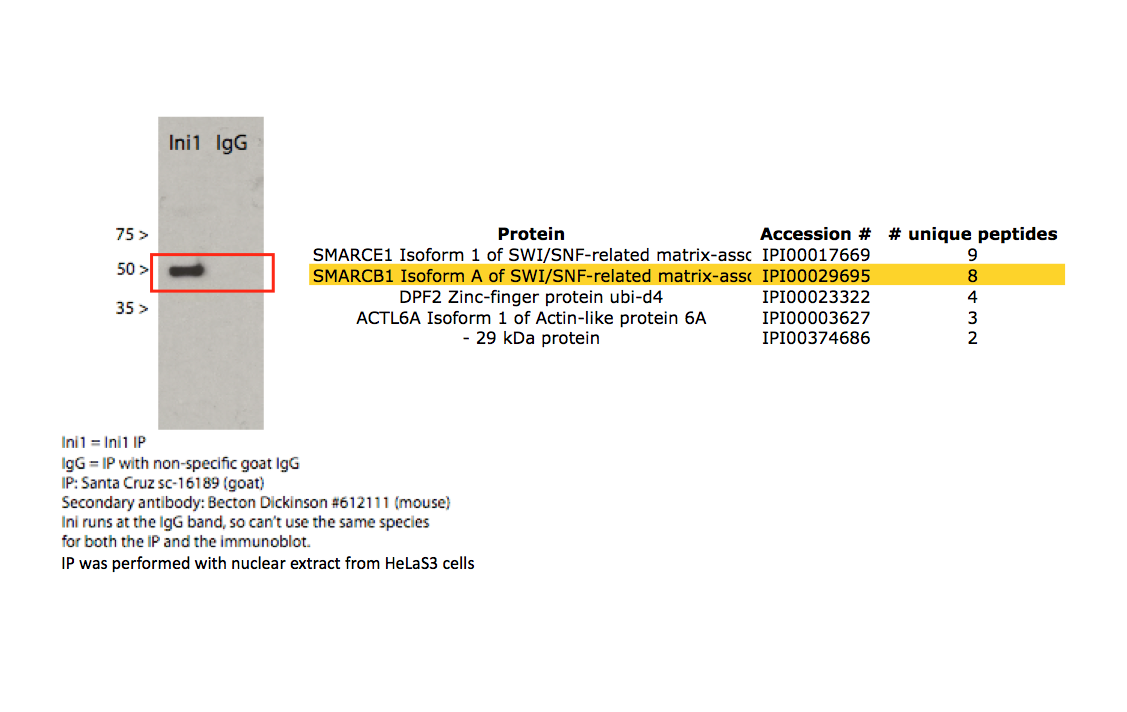 Ini1 IgG
75 >
50 >
35 >
Protein Accession # # unique peptides
SMARCE1 Isoform 1 of SWI/SNF-related matrix-assc IPI00017669 9
SMARCB1 Isoform A of SWI/SNF-related matrix-assc IPI00029695 8
DPF2 Zinc-finger protein ubi-d4 IPI00023322 4
ACTL6A Isoform 1 of Actin-like protein 6A IPI00003627 3
- 29 kDa protein IPI00374686 2
Ini1 = Ini1 IP
IgG = IP with non-specific goat IgG
IP: Santa Cruz sc-16189 (goat)
Secondary antibody: Becton Dickinson #612111 (mouse)
Ini runs at the IgG band, so can't use the same species
for both the IP and the immunoblot.
IP was performed with nuclear extract from HeLaS3 cells